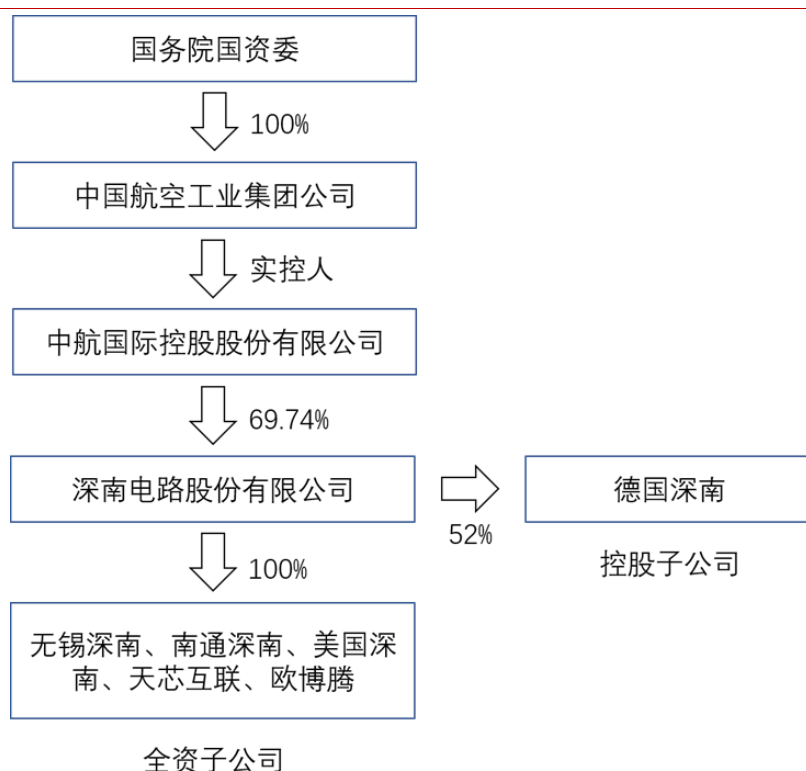 国务院国资委
100%
中国航空工业集团公司
实控人
中航国际控股股份有限公司
69.74%
深南电路股份有限公司
德国深南
52%
控股子公司
100%
无锡深南、南通深南、美国深
南、天芯互联、欧博腾
全资子公司